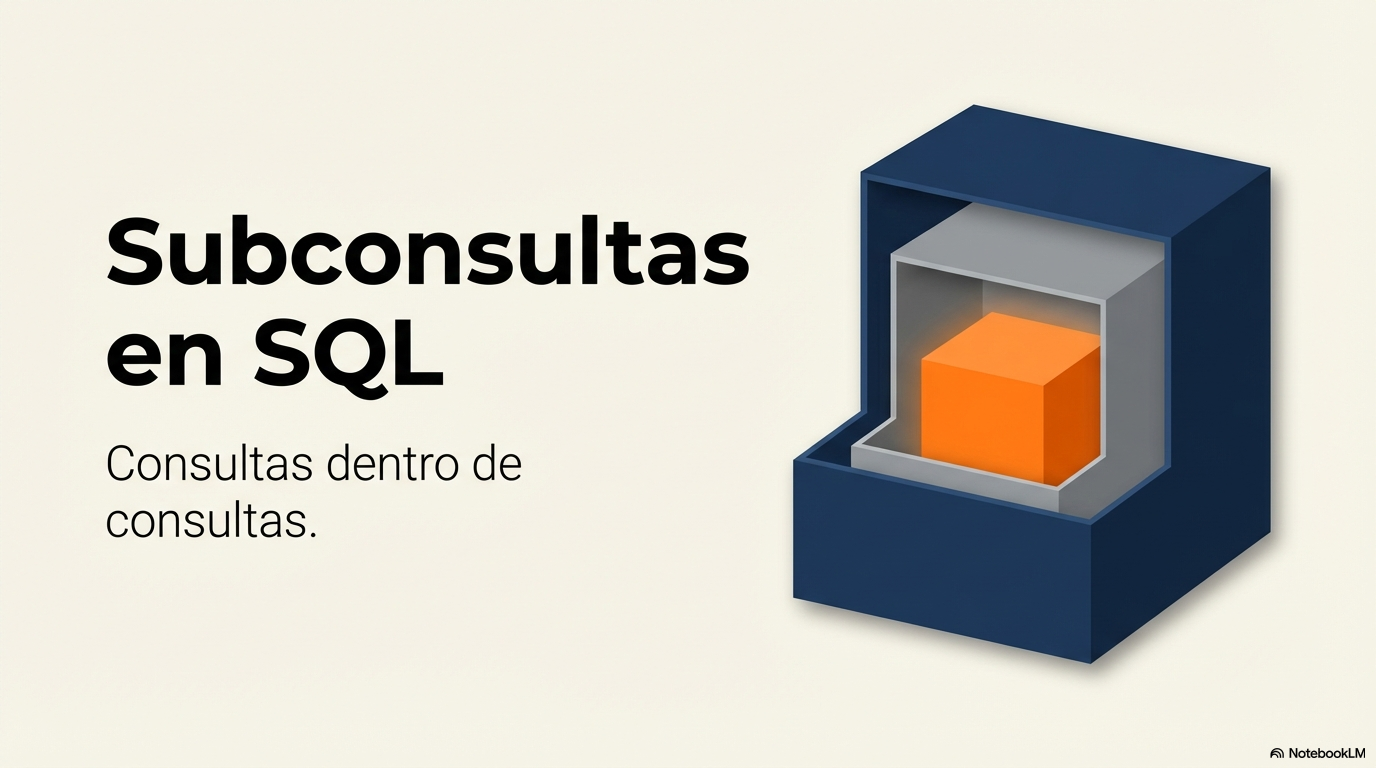 Subconsultas
en SQL
Consultas dentro de
consultas.
NotebookLM